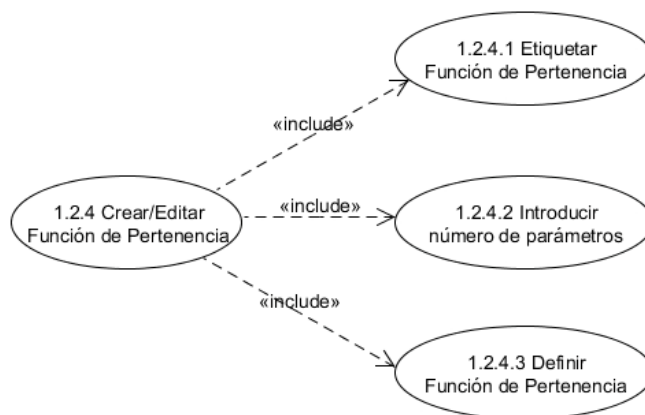 1.2.4.1 Etiquetar
Función de Pertenencia
«include»
1.2.4 Crear/Editar
Función de Pertenencia
«include»
1.2.4.2 Introducir
número de parámetros
«include»
1.2.4.3 Definir
Función de Pertenencia